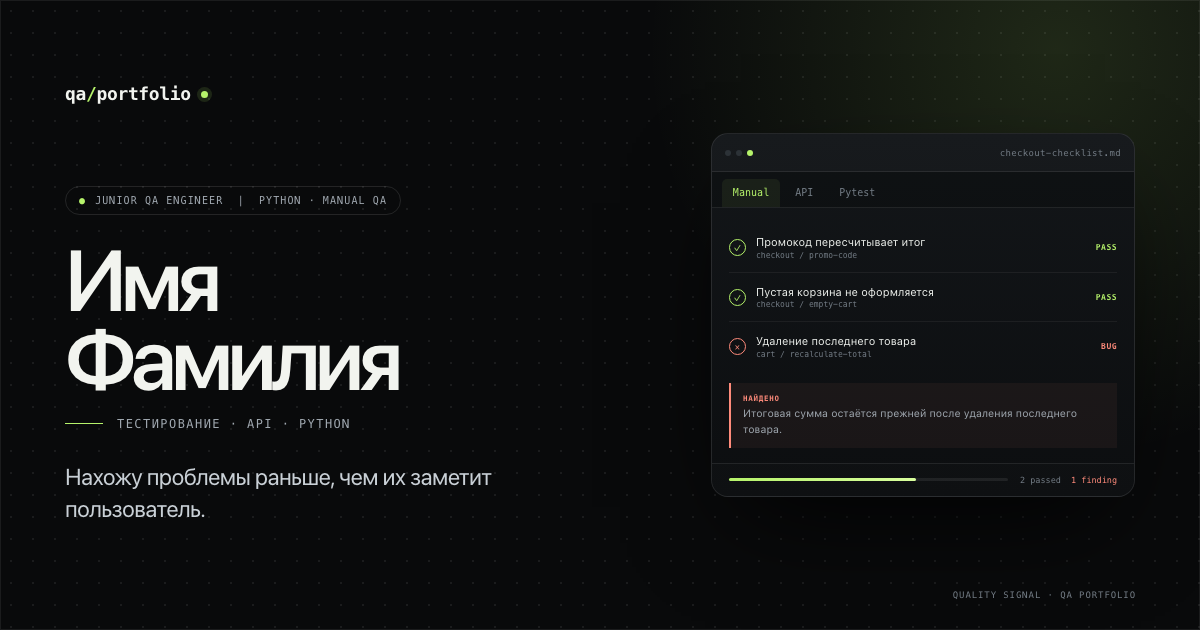 qa/portfolio
JUNIOR QA ENGINEER | PYTHON · MANUAL QA
Имя
Фамилия
ТЕСТИРОВАНИЕ · API · PYTHON
Нахожу проблемы раньше, чем их заметит
пользователь.
checkout-checklist.md
Manual API Pytest
Промокод пересчитывает итог
checkout / promo-code
PASS
Пустая корзина не оформляется
checkout / empty-cart
PASS
Удаление последнего товара
cart / recalculate-total
BUG
НАЙДЕНО
Итоговая сумма остаётся прежней после удаления последнего
товара.
2 passed 1 finding
QUALITY SIGNAL · QA PORTFOLIO